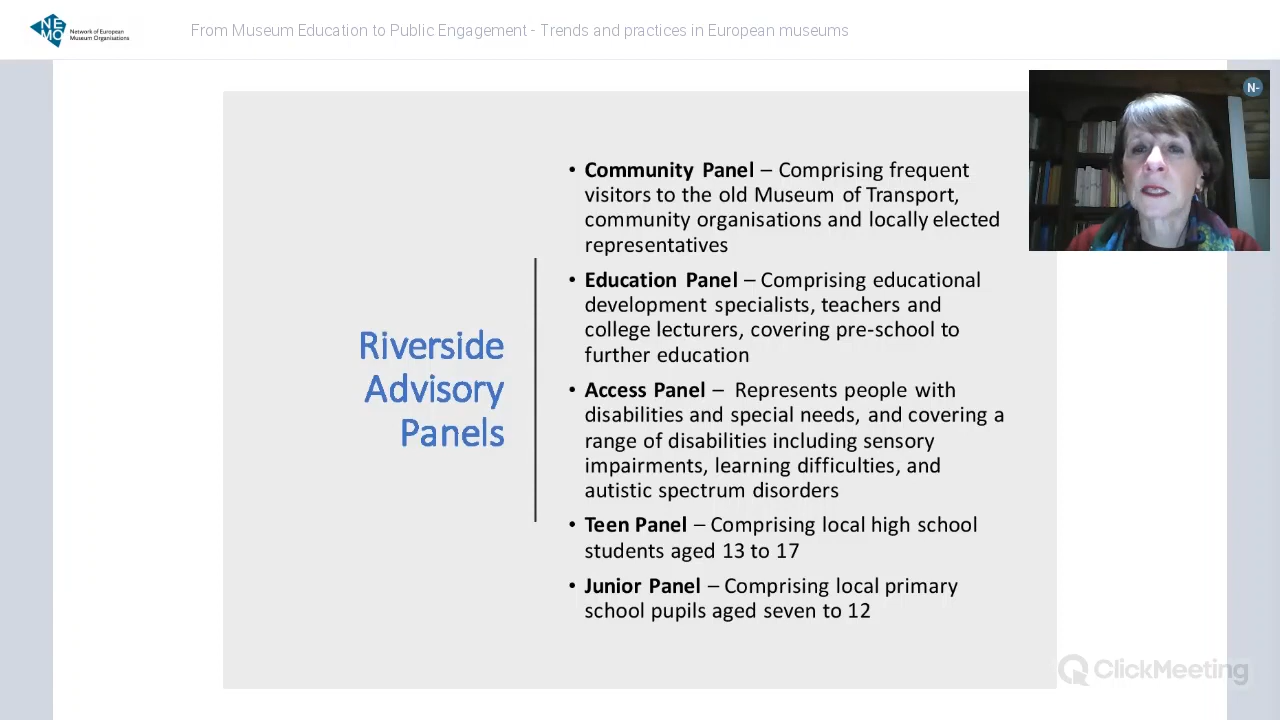 NE
MO
Network of European
Museum Organisations
From Museum Education to Public Engagement - Trends and practices in European museums
N-
Riverside
Advisory
Panels
• Community Panel – Comprising frequent
visitors to the old Museum of Transport,
community organisations and locally elected
representatives
• Education Panel – Comprising educational
development specialists, teachers and
college lecturers, covering pre-school to
further education
• Access Panel – Represents people with
disabilities and special needs, and covering a
range of disabilities including sensory
impairments, learning difficulties, and
autistic spectrum disorders
• Teen Panel – Comprising local high school
students aged 13 to 17
• Junior Panel – Comprising local primary
school pupils aged seven to 12
ClickMeeting